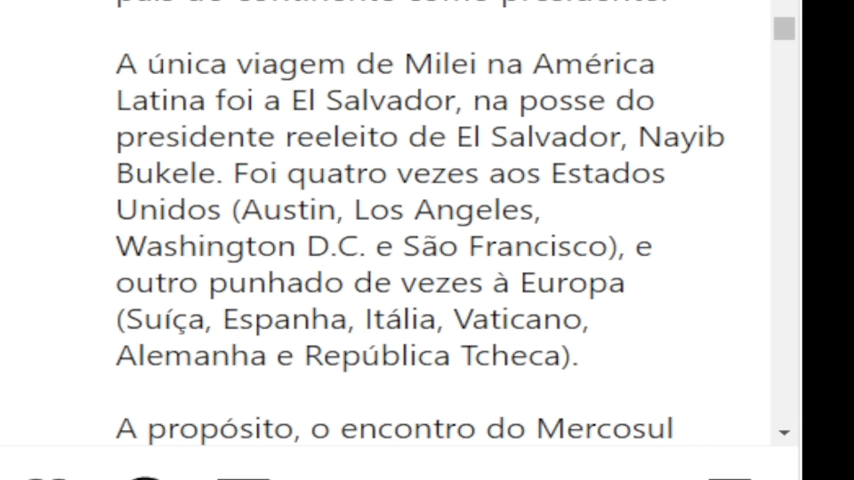 A única viagem de Milei na América
Latina foi a El Salvador, na posse do
presidente reeleito de El Salvador, Nayib
Bukele. Foi quatro vezes aos Estados
Unidos (Austin, Los Angeles,
Washington D.C. e São Francisco), e
outro punhado de vezes à Europa
(Suíça, Espanha, Itália, Vaticano,
Alemanha e República Tcheca).
A propósito, o encontro do Mercosul